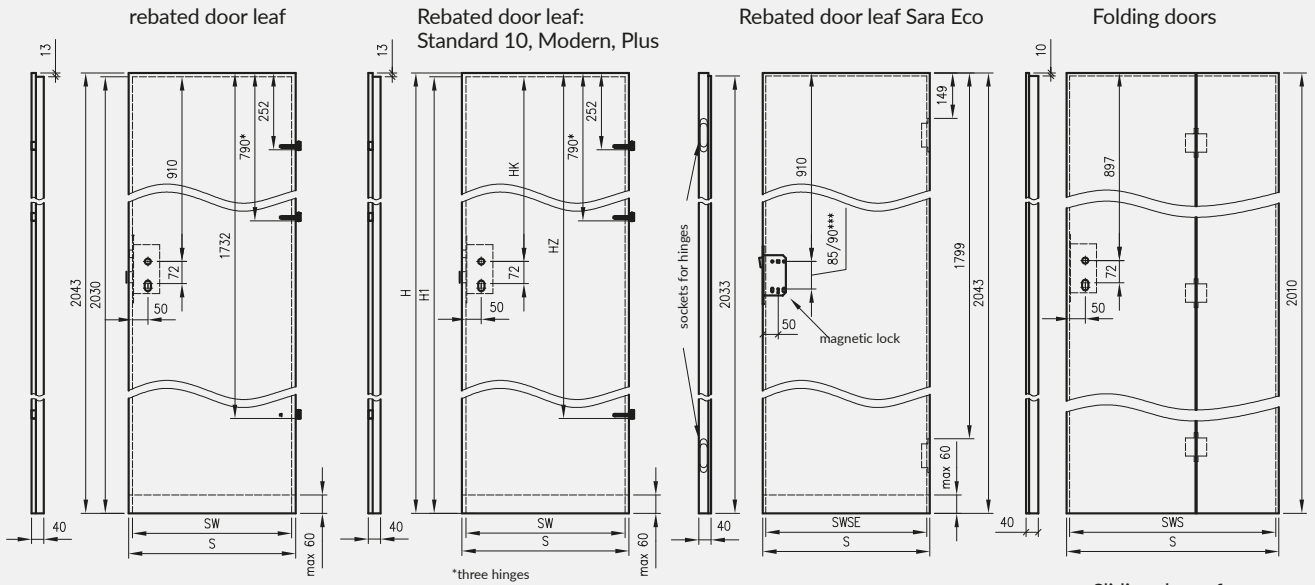 rebated door leaf
Rebated door leaf:
Standard 10, Modern, Plus
Rebated door leaf Sara Eco
Folding doors
13
2043
2030
910
1732
790*
252
72
50
40
SW
S
max 60
13
H
H1
HK
HZ
790*
252
72
50
40
SW
S
max 60
*three hinges
sockets for hinges
2033
910
85/90***
149
1799
2043
50
magnetic lock
max 60
40
SWSE
S
10
897
72
50
2010
40
SWS
S